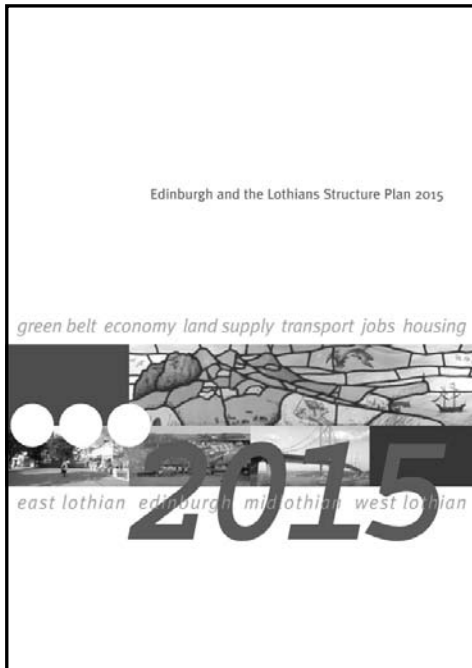 Edinburgh and the Lothians Structure Plan 2015
green belt economy land supply transport jobs housing
east lothian edinburgh midlothian west lothian
2015